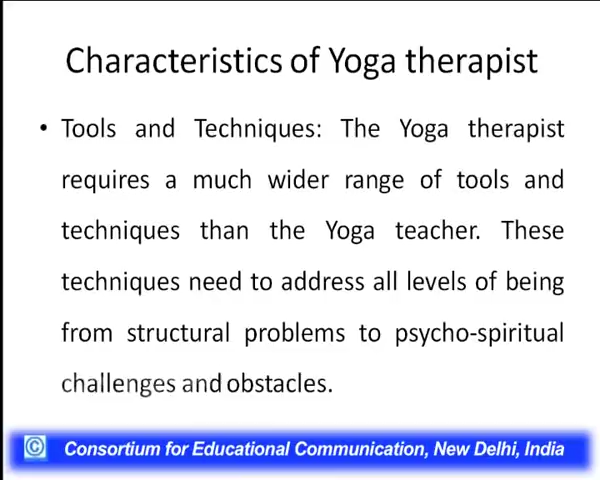 Characteristics of Yoga therapist
• Tools and Techniques: The Yoga therapist
requires a much wider range of tools and
techniques than the Yoga teacher. These
techniques need to address all levels of being
from structural problems to psycho-spiritual
challenges and obstacles.
© Consortium for Educational Communication, New Delhi, India